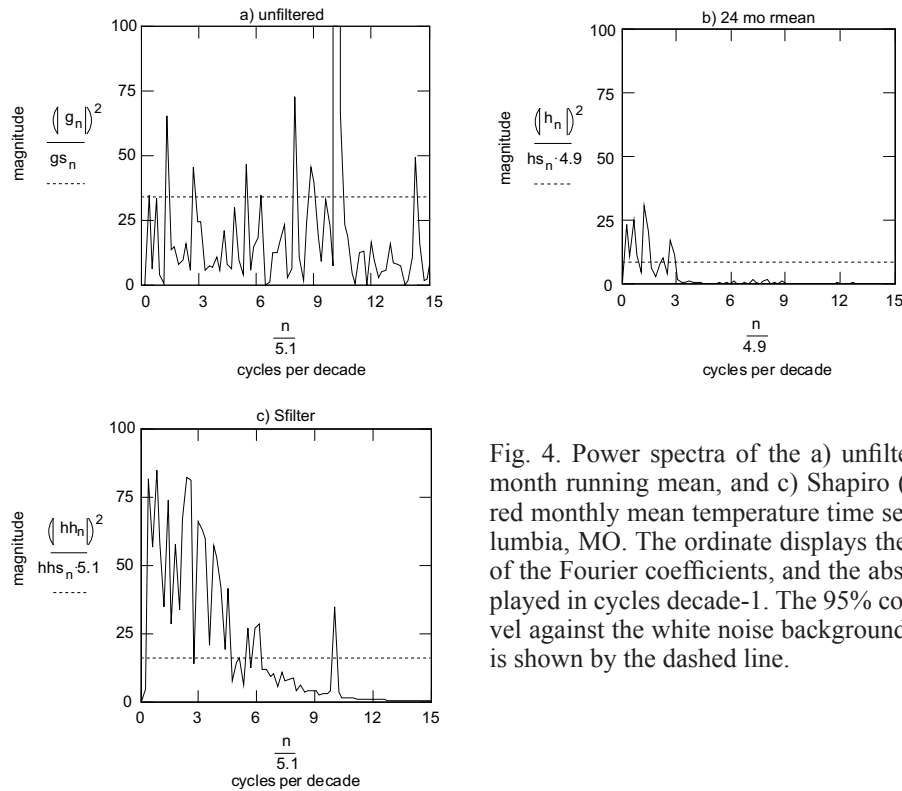 a) unfiltered
100
75
50
25
0
magnitude
(|g_n|)^2
gs_n
0 3 6 9 12 15
n
5.1
cycles per decade
b) 24 mo rmean
100
75
50
25
0
magnitude
(|h_n|)^2
hs_n·4.9
0 3 6 9 12 15
n
4.9
cycles per decade
c) Sfilter
100
75
50
25
0
magnitude
(|hh_n|)^2
hhs_n·5.1
0 3 6 9 12 15
n
5.1
cycles per decade
Fig. 4. Power spectra of the a) unfilte
month running mean, and c) Shapiro (
red monthly mean temperature time se
lumbia, MO. The ordinate displays the
of the Fourier coefficients, and the abs
played in cycles decade-1. The 95% co
vel against the white noise background
is shown by the dashed line.